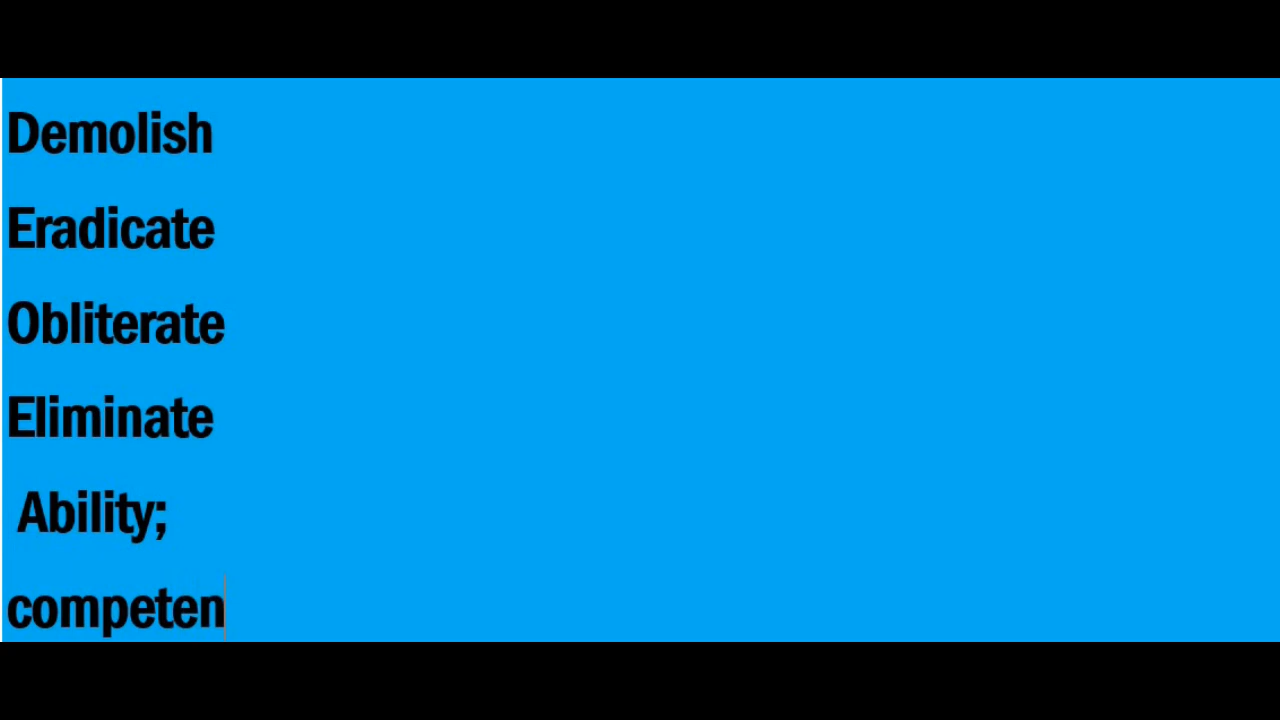 Demolish
Eradicate
Obliterate
Eliminate
Ability;
competen